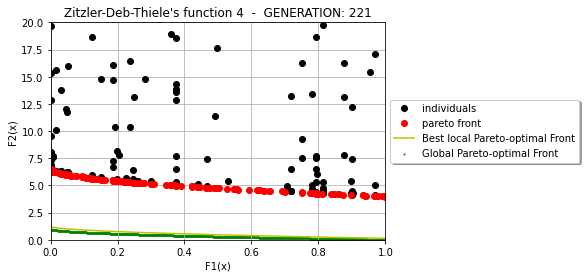 Zitzler-Deb-Thiele's function 4 - GENERATION: 221
20.0
17.5
15.0
12.5
10.0
7.5
5.0
2.5
0.0
F2(x)
0.0 0.2 0.4 0.6 0.8 1.0
F1(x)
individuals
pareto front
Best local Pareto-optimal Front
Global Pareto-optimal Front